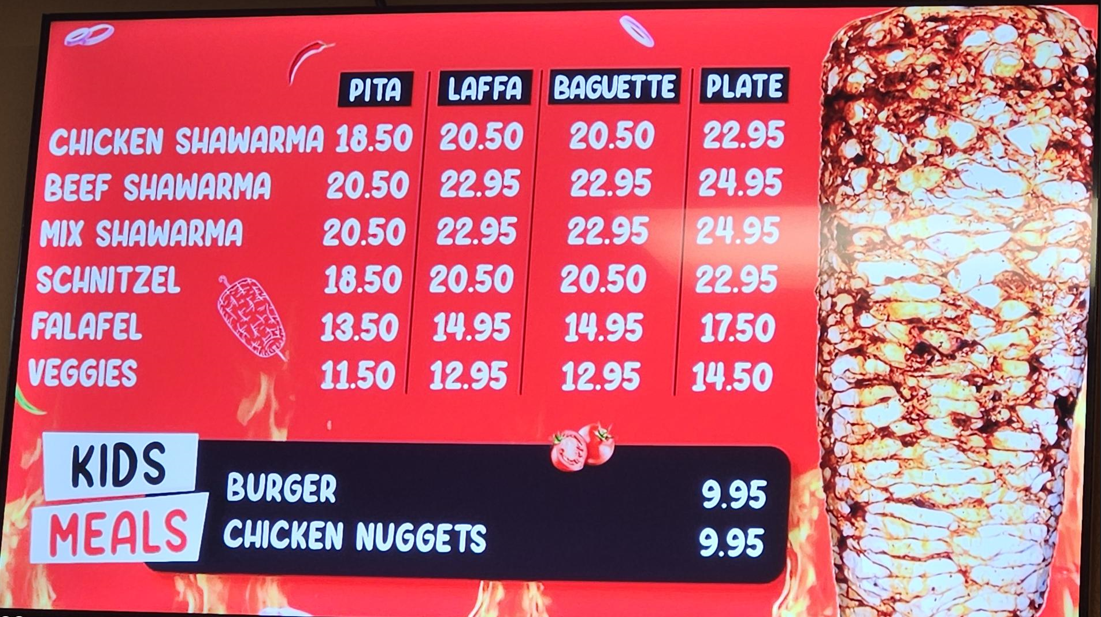 PITA LAFFA BAGUETTE PLATE
CHICKEN SHAWARMA 18.50 20.50 20.50 22.95
BEEF SHAWARMA 20.50 22.95 22.95 24.95
MIX SHAWARMA 20.50 22.95 22.95 24.95
SCHNITZEL 18.50 20.50 20.50 22.95
FALAFEL 13.50 14.95 14.95 17.50
VEGGIES 11.50 12.95 12.95 14.50
KIDS
MEALS
BURGER 9.95
CHICKEN NUGGETS 9.95